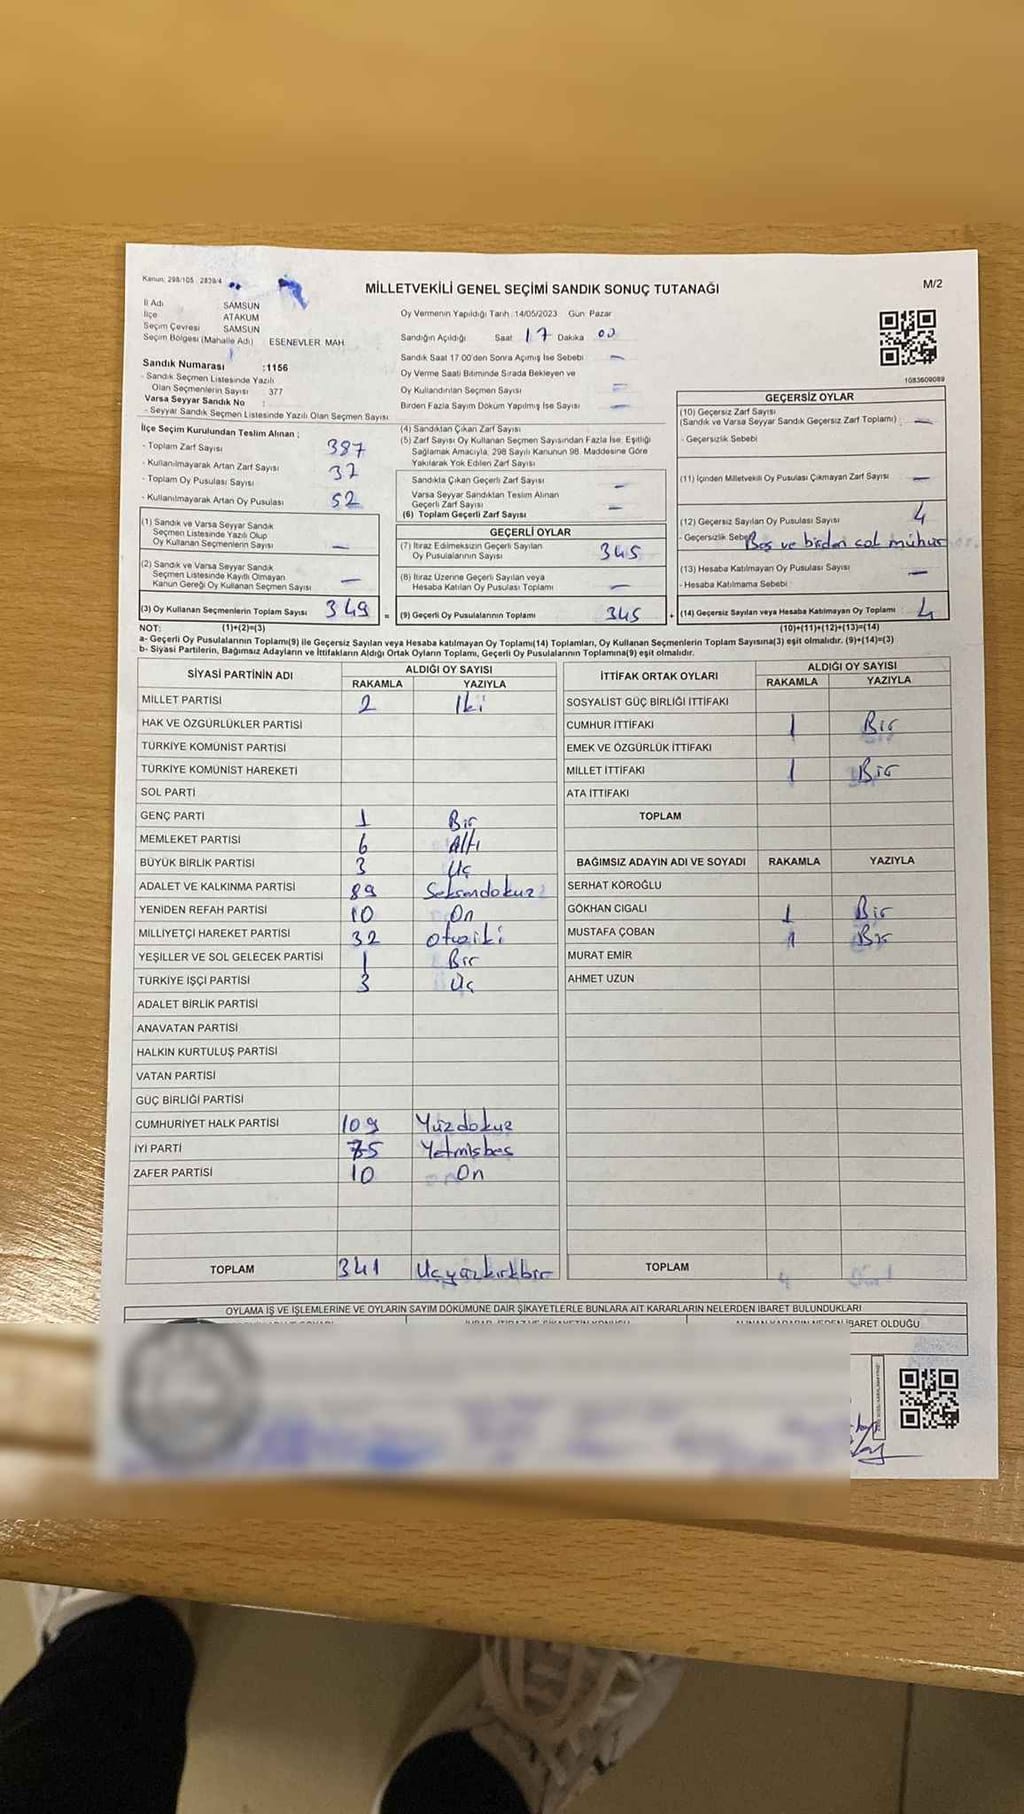 Kanun: 298/105 , 2839/4
MİLLETVEKİLİ GENEL SEÇİMİ SANDIK SONUÇ TUTANAĞI
M/2
İl Adı SAMSUN
İlçe ATAKUM
Seçim Çevresi SAMSUN
Seçim Bölgesi (Mahalle Adı) ESENEVLER MAH.
Sandık Numarası :1156
- Sandık Seçmen Listesinde Yazılı
Olan Seçmenlerin Sayısı 377
Varsa Seyyar Sandık No :
- Seyyar Sandık Seçmen Listesinde Yazılı Olan Seçmen Sayısı
Oy Vermenin Yapıldığı Tarih 14/05/2023 Gün Pazar
Sandığın Açıldığı Saat 17 Dakika 00
Sandık Saat 17 00'den Sonra Açımış İse Sebebi —
Oy Verme Saati Bitiminde Sırada Bekleyen ve
Oy Kullandırılan Seçmen Sayısı —
Birden Fazla Sayım Döküm Yapılmış İse Sayısı —
1083609089
İlçe Seçim Kurulundan Teslim Alınan ;
- Toplam Zarf Sayısı 387
- Kullanılmayarak Artan Zarf Sayısı 37
- Toplam Oy Pusulası Sayısı
- Kullanılmayarak Artan Oy Pusulası 52
(1) Sandık ve Varsa Seyyar Sandık
Seçmen Listesinde Yazılı Olup
Oy Kullanan Seçmenlerin Sayısı —
(2) Sandık ve Varsa Seyyar Sandık
Seçmen Listesinde Kayıtlı Olmayan
Kanun Gereği Oy Kullanan Seçmen Sayısı —
(3) Oy Kullanan Seçmenlerin Toplam Sayısı 349
(4) Sandıktan Çıkan Zarf Sayısı
(5) Zarf Sayısı Oy Kullanan Seçmen Sayısından Fazla İse, Eşitliği
Sağlamak Amacıyla, 298 Sayılı Kanunun 98. Maddesine Göre
Yakılarak Yok Edilen Zarf Sayısı
Sandıkta Çıkan Geçerli Zarf Sayısı —
Varsa Seyyar Sandıktan Teslim Alınan
Geçerli Zarf Sayısı
(6) Toplam Geçerli Zarf Sayısı —
GEÇERLİ OYLAR
(7) İtiraz Edilmeksizin Geçerli Sayılan
Oy Pusulalarının Sayısı 345
(8) İtiraz Üzerine Geçerli Sayılan veya
Hesaba Katılan Oy Pusulası Toplamı —
= (9) Geçerli Oy Pusulalarının Toplamı 345
GEÇERSİZ OYLAR
(10) Geçersiz Zarf Sayısı
(Sandık ve Varsa Seyyar Sandık Geçersiz Zarf Toplamı) —
- Geçersizlik Sebebi
(11) İçinden Milletvekili Oy Pusulası Çıkmayan Zarf Sayısı —
(12) Geçersiz Sayılan Oy Pusulası Sayısı 4
- Geçersizlik Sebebi Boş ve birden çok mühür
(13) Hesaba Katılmayan Oy Pusulası Sayısı —
- Hesaba Katılmama Sebebi
+ (14) Geçersiz Sayılan veya Hesaba Katılmayan Oy Toplamı 4
NOT: (1)+(2)=(3) (10)+(11)+(12)+(13)=(14)
a- Geçerli Oy Pusulalarının Toplamı(9) ile Geçersiz Sayılan veya Hesaba katılmayan Oy Toplamı(14) Toplamları, Oy Kullanan Seçmenlerin Toplam Sayısına(3) eşit olmalıdır. (9)+(14)=(3)
b- Siyasi Partilerin, Bağımsız Adayların ve İttifakların Aldığı Ortak Oyların Toplamı, Geçerli Oy Pusulalarının Toplamına(9) eşit olmalıdır.
SİYASİ PARTİNİN ADI ALDIĞI OY SAYISI
RAKAMLA YAZIYLA
MİLLET PARTİSİ 2 İki
HAK VE ÖZGÜRLÜKLER PARTİSİ
TÜRKİYE KOMÜNİST PARTİSİ
TÜRKİYE KOMÜNİST HAREKETİ
SOL PARTİ
GENÇ PARTİ 1 Bir
MEMLEKET PARTİSİ 6 Altı
BÜYÜK BİRLİK PARTİSİ 3 Üç
ADALET VE KALKINMA PARTİSİ 89 Seksendokuz
YENİDEN REFAH PARTİSİ 10 On
MİLLİYETÇİ HAREKET PARTİSİ 32 otuziki
YEŞİLLER VE SOL GELECEK PARTİSİ 1 Bir
TÜRKİYE İŞÇİ PARTİSİ 3 Üç
ADALET BİRLİK PARTİSİ
ANAVATAN PARTİSİ
HALKIN KURTULUŞ PARTİSİ
VATAN PARTİSİ
GÜÇ BİRLİĞİ PARTİSİ
CUMHURİYET HALK PARTİSİ 109 Yüzdokuz
İYİ PARTİ 75 Yetmişbeş
ZAFER PARTİSİ 10 On
TOPLAM 341 Üçyüzkırkbir
İTTİFAK ORTAK OYLARI ALDIĞI OY SAYISI
RAKAMLA YAZIYLA
SOSYALİST GÜÇ BİRLİĞİ İTTİFAKI
CUMHUR İTTİFAKI 1 Bir
EMEK VE ÖZGÜRLÜK İTTİFAKI
MİLLET İTTİFAKI 1 Bir
ATA İTTİFAKI
TOPLAM
BAĞIMSIZ ADAYIN ADI VE SOYADI RAKAMLA YAZIYLA
SERHAT KÖROĞLU
GÖKHAN CIGALI 1 Bir
MUSTAFA ÇOBAN 1 Bir
MURAT EMİR
AHMET UZUN
TOPLAM 4
OYLAMA İŞ VE İŞLEMLERİNE VE OYLARIN SAYIM DÖKÜMÜNE DAİR ŞİKAYETLERLE BUNLARA AİT KARARLARIN NELERDEN İBARET BULUNDUKLARI
İBARET OLDUĞU